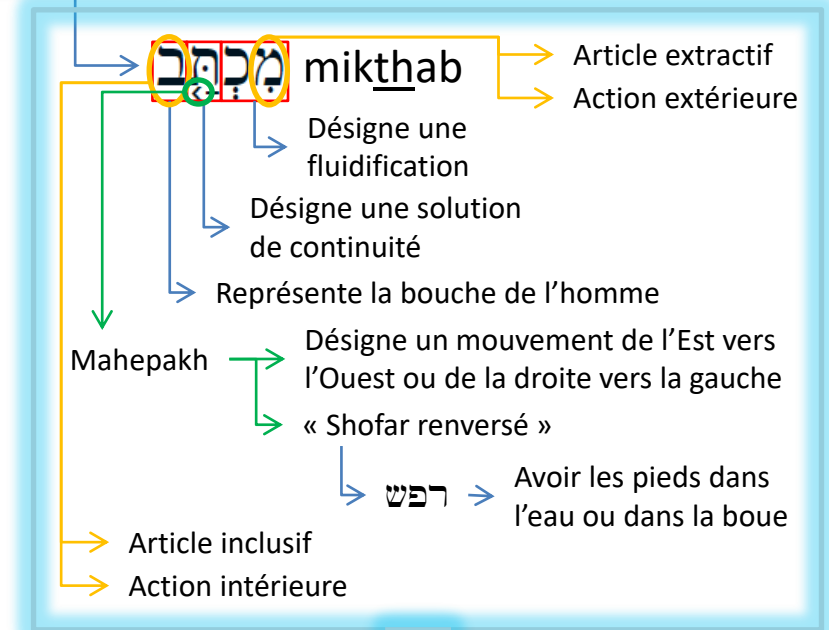 מִכְתָּ֤ב mikthab
Article extractif
Action extérieure
Désigne une
fluidification
Désigne une solution
de continuité
Représente la bouche de l’homme
Mahepakh
Désigne un mouvement de l’Est vers
l’Ouest ou de la droite vers la gauche
« Shofar renversé »
רפש
Avoir les pieds dans
l’eau ou dans la boue
Article inclusif
Action intérieure